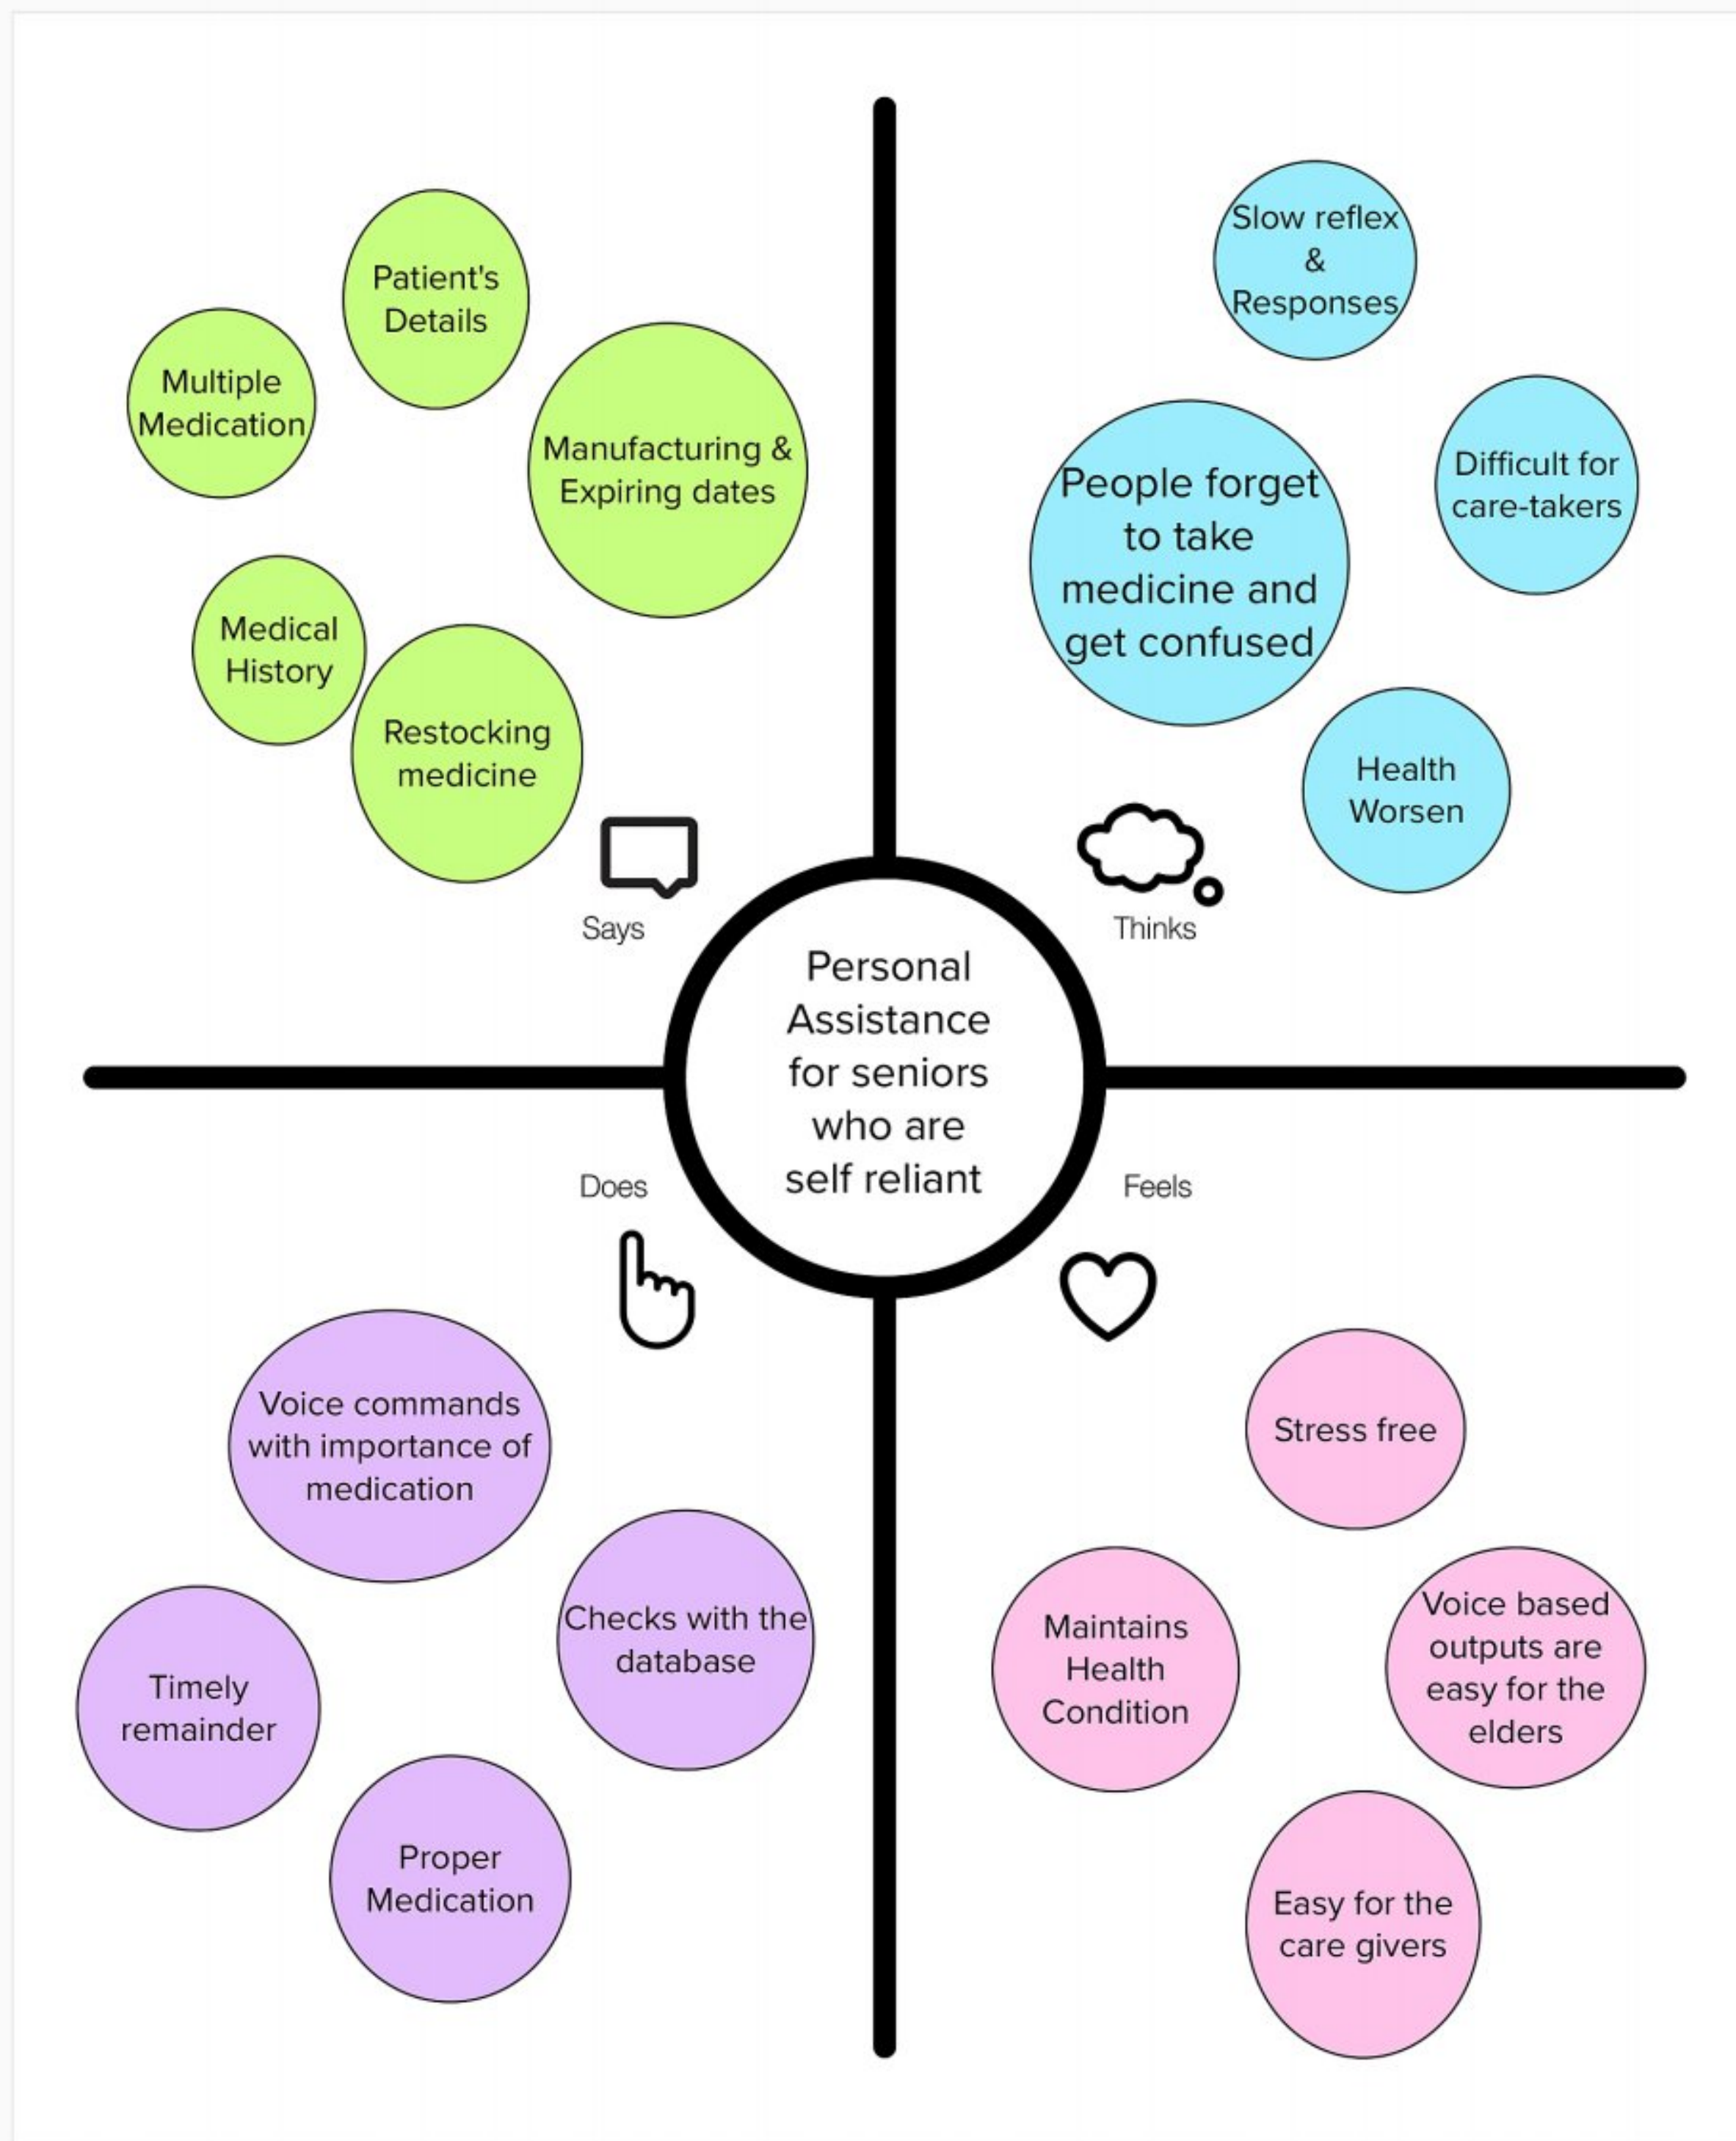 Patient's
Details
Multiple
Medication
Manufacturing &
Expiring dates
Medical
History
Restocking
medicine
Says
Slow reflex
&
Responses
People forget
to take
medicine and
get confused
Difficult for
care-takers
Health
Worsen
Thinks
Personal
Assistance
for seniors
who are
self reliant
Does
Voice commands
with importance of
medication
Checks with the
database
Timely
remainder
Proper
Medication
Feels
Stress free
Maintains
Health
Condition
Voice based
outputs are
easy for the
elders
Easy for the
care givers